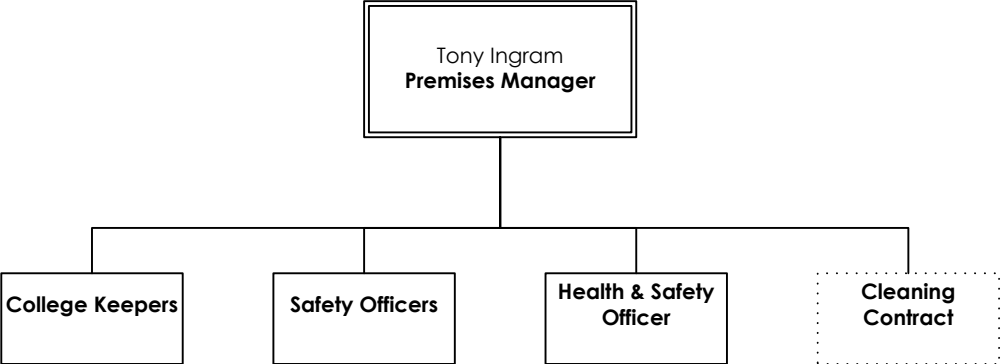 Tony Ingram
Premises Manager
College Keepers
Safety Officers
Health & Safety
Officer
Cleaning
Contract